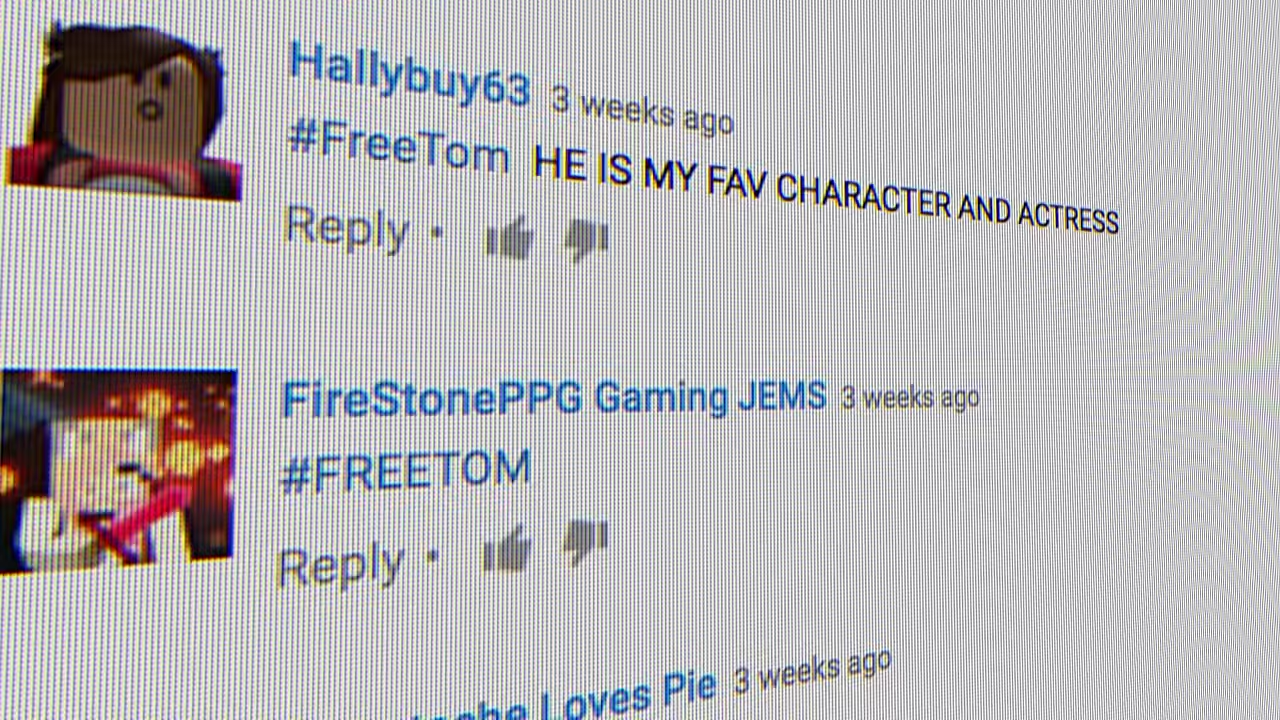 Hallybuy63 3 weeks ago
#FreeTom HE IS MY FAV CHARACTER AND ACTRESS
Reply •
FireStonePPG Gaming JEMS 3 weeks ago
#FREETOM
Reply •
Loves Pie 3 weeks ago